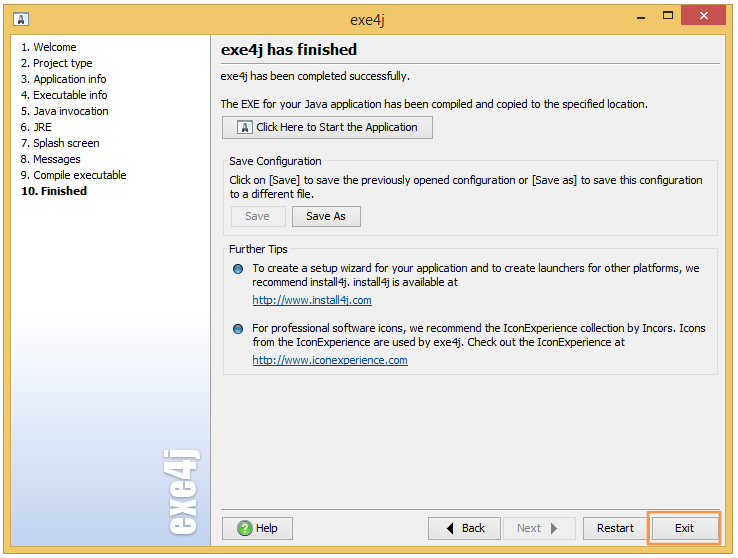 exe4j
1. Welcome
2. Project type
3. Application info
4. Executable info
5. Java invocation
6. JRE
7. Splash screen
8. Messages
9. Compile executable
10. Finished
exe4j
exe4j has finished
exe4j has been completed successfully.
The EXE for your Java application has been compiled and copied to the specified location.
Click Here to Start the Application
Save Configuration
Click on [Save] to save the previously opened configuration or [Save as] to save this configuration
to a different file.
Save Save As
Further Tips
To create a setup wizard for your application and to create launchers for other platforms, we
recommend install4j. install4j is available at
http://www.install4j.com
For professional software icons, we recommend the IconExperience collection by Incors. Icons
from the IconExperience are used by exe4j. Check out the IconExperience at
http://www.iconexperience.com
Help Back Next Restart Exit